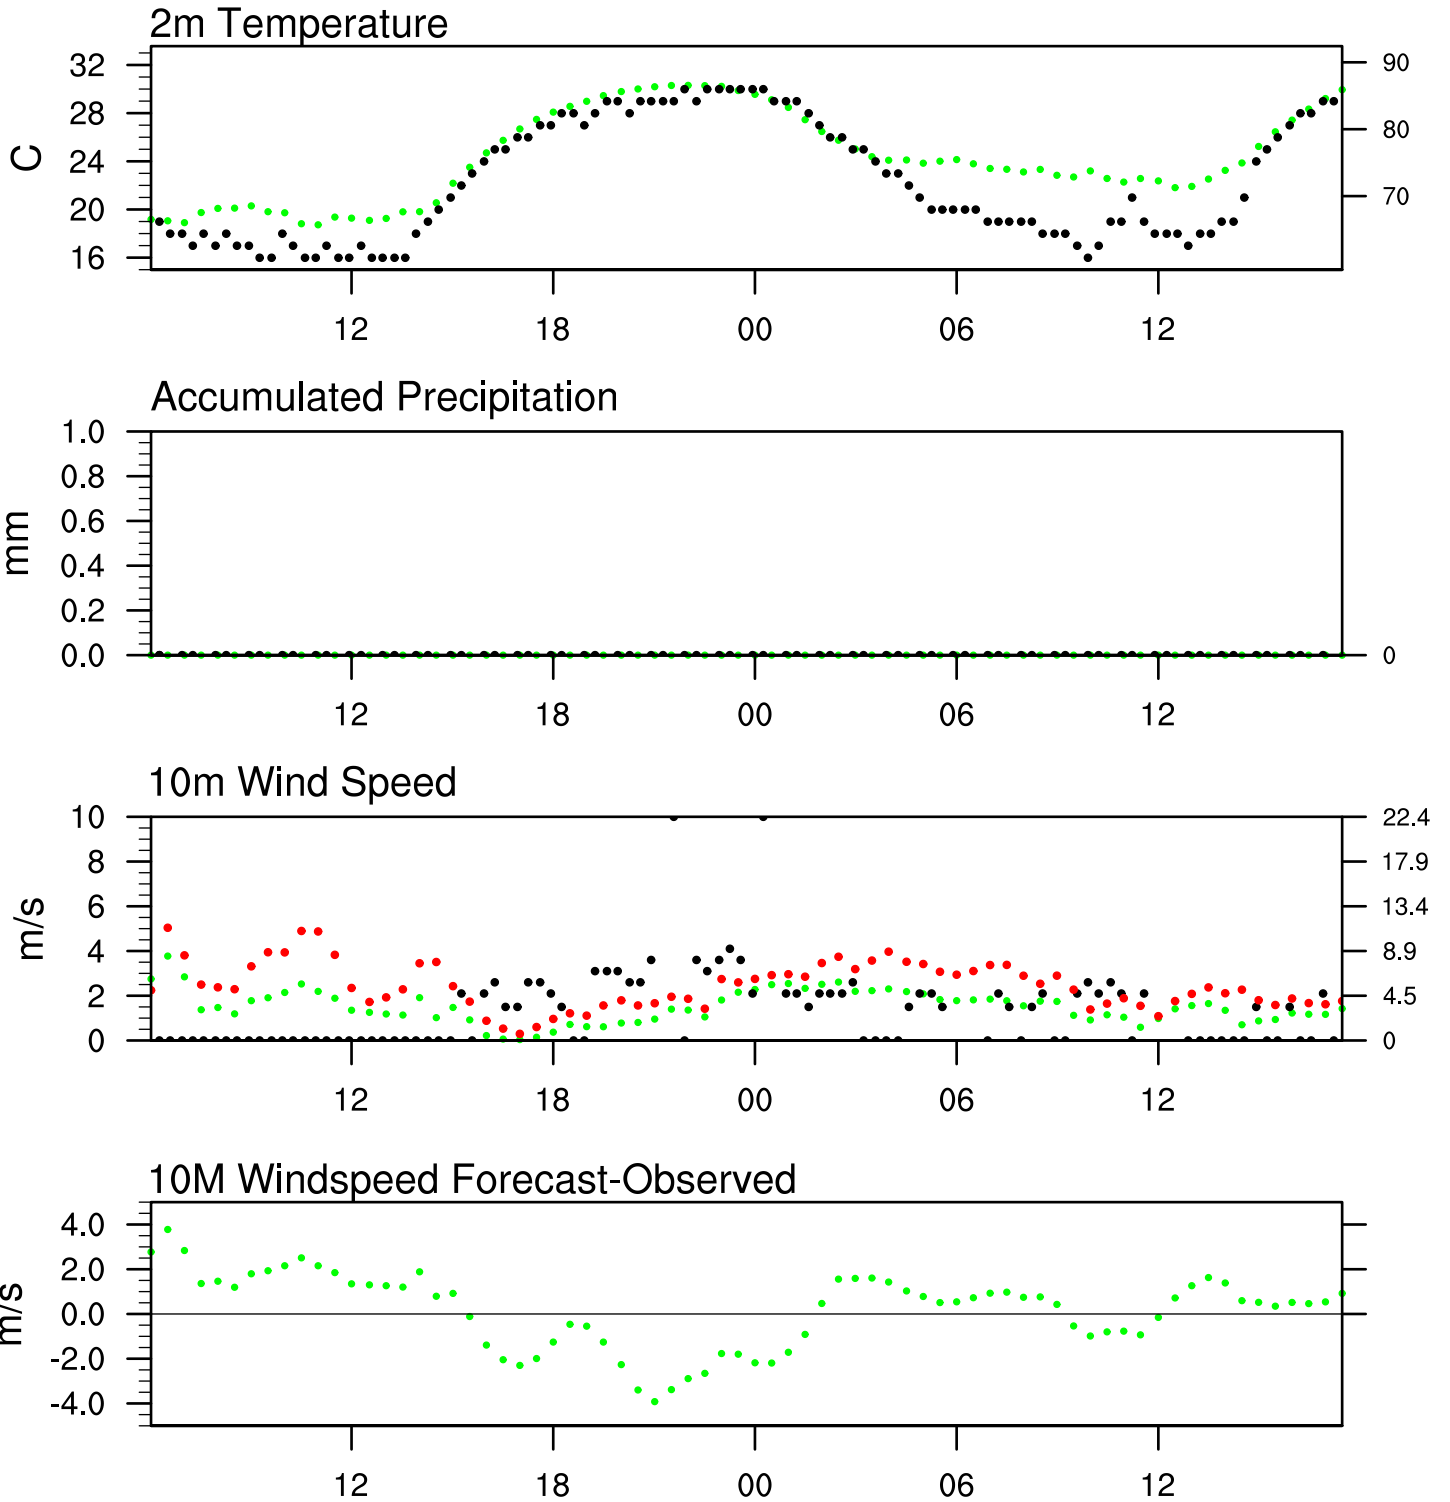 2m Temperature
32
28
24
20
16
C
90
80
70
12 18 00 06 12
Accumulated Precipitation
1.0
0.8
0.6
0.4
0.2
0.0
mm
0
12 18 00 06 12
10m Wind Speed
10
8
6
4
2
0
m/s
22.4
17.9
13.4
8.9
4.5
0
12 18 00 06 12
10M Windspeed Forecast-Observed
4.0
2.0
0.0
-2.0
-4.0
m/s
12 18 00 06 12